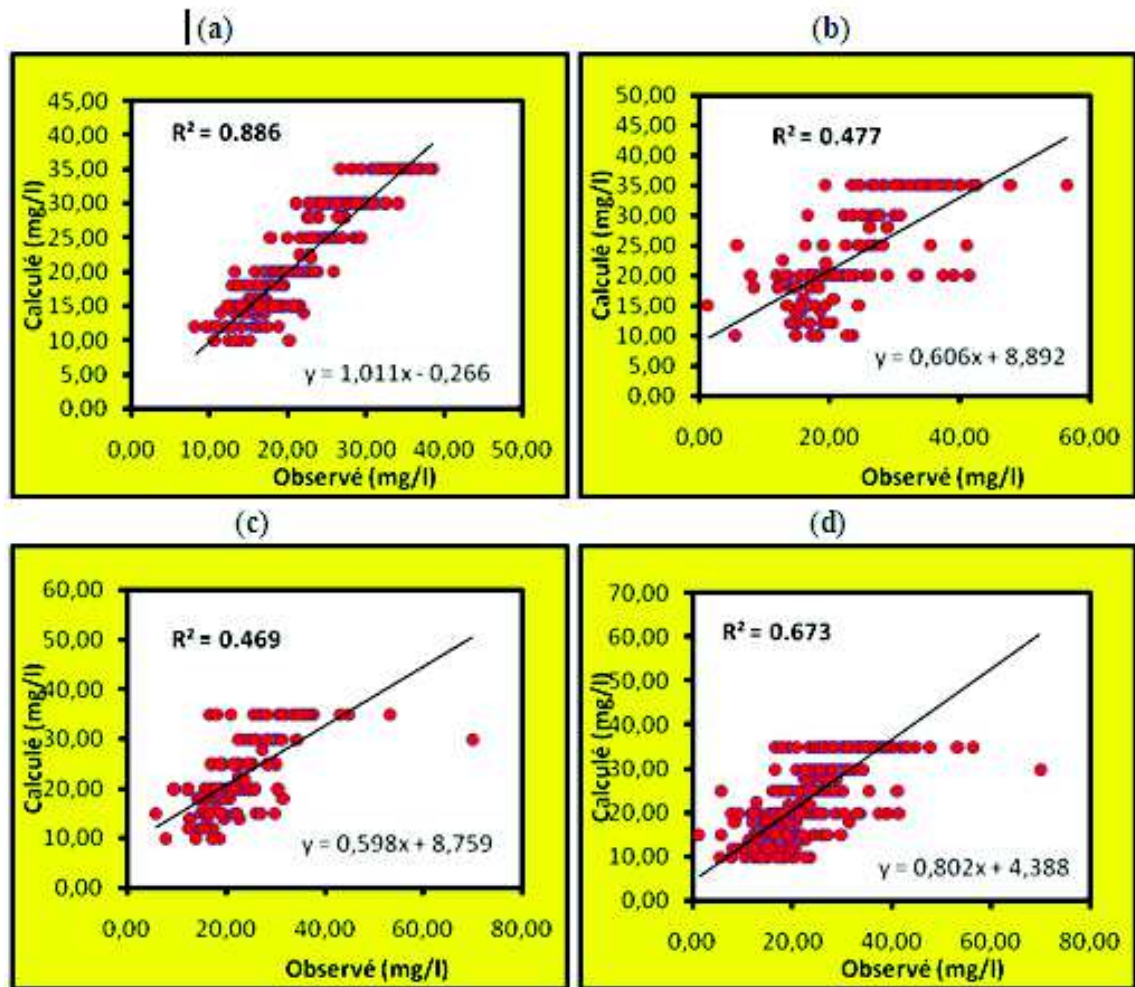 (a)
45,00
40,00
35,00
30,00
25,00
20,00
15,00
10,00
5,00
0,00
Calculé (mg/l)
R² = 0.886
y = 1,011x - 0,266
0,00 10,00 20,00 30,00 40,00 50,00
Observé (mg/l)
(b)
50,00
45,00
40,00
35,00
30,00
25,00
20,00
15,00
10,00
5,00
0,00
Calculé (mg/l)
R² = 0.477
y = 0,606x + 8,892
0,00 20,00 40,00 60,00
Observé (mg/l)
(c)
60,00
50,00
40,00
30,00
20,00
10,00
0,00
Calculé (mg/l)
R² = 0.469
y = 0,598x + 8,759
0,00 20,00 40,00 60,00 80,00
Observé (mg/l)
(d)
70,00
60,00
50,00
40,00
30,00
20,00
10,00
0,00
Calculé (mg/l)
R² = 0.673
y = 0,802x + 4,388
0,00 20,00 40,00 60,00 80,00
Observé (mg/l)